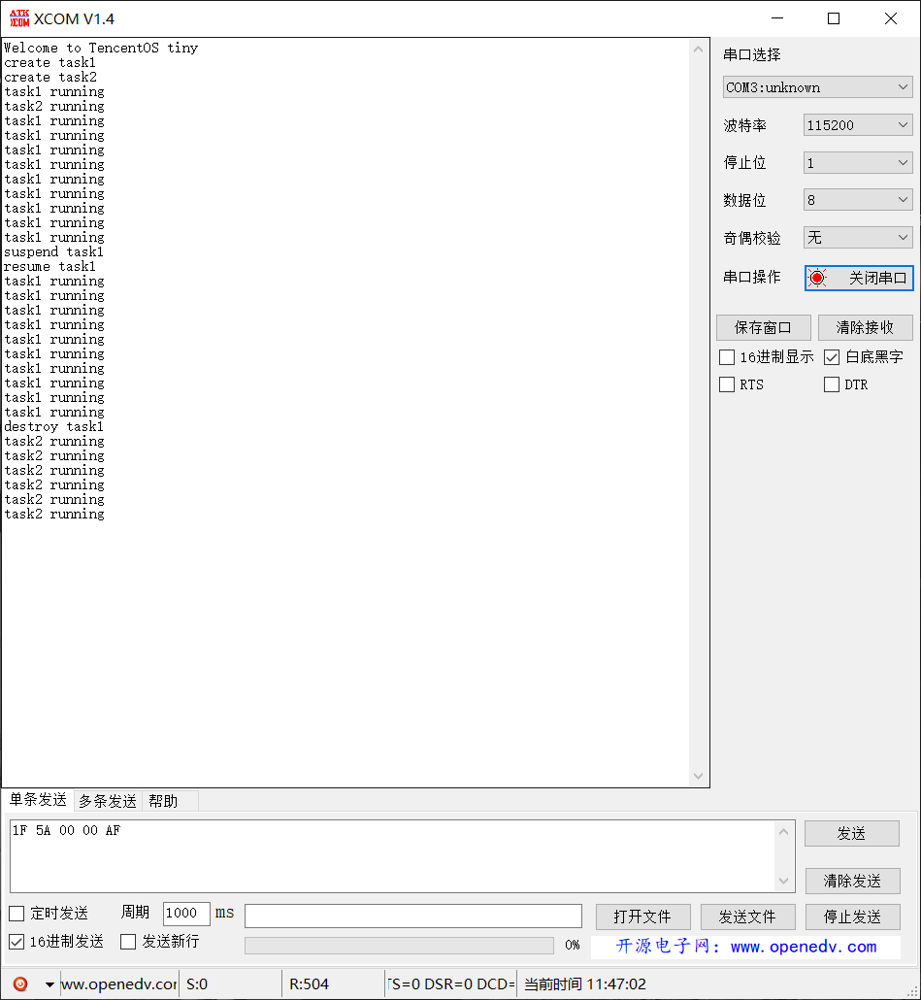 ATK XCOM XCOM V1.4
Welcome to TencentOS tiny
create task1
create task2
task1 running
task2 running
task1 running
task1 running
task1 running
task1 running
task1 running
task1 running
task1 running
task1 running
task1 running
suspend task1
resume task1
task1 running
task1 running
task1 running
task1 running
task1 running
task1 running
task1 running
task1 running
task1 running
task1 running
destroy task1
task2 running
task2 running
task2 running
task2 running
task2 running
task2 running
串口选择
COM3:unknown
波特率 115200
停止位 1
数据位 8
奇偶校验 无
串口操作 关闭串口
保存窗口 清除接收
16进制显示 白底黑字
RTS DTR
单条发送 多条发送 帮助
1F 5A 00 00 AF
发送
清除发送
定时发送 周期 1000 ms 打开文件 发送文件 停止发送
16进制发送 发送新行 0% 开源电子网：www.openedv.com
ww.openedv.cor S:0 R:504 TS=0 DSR=0 DCD= 当前时间 11:47:02